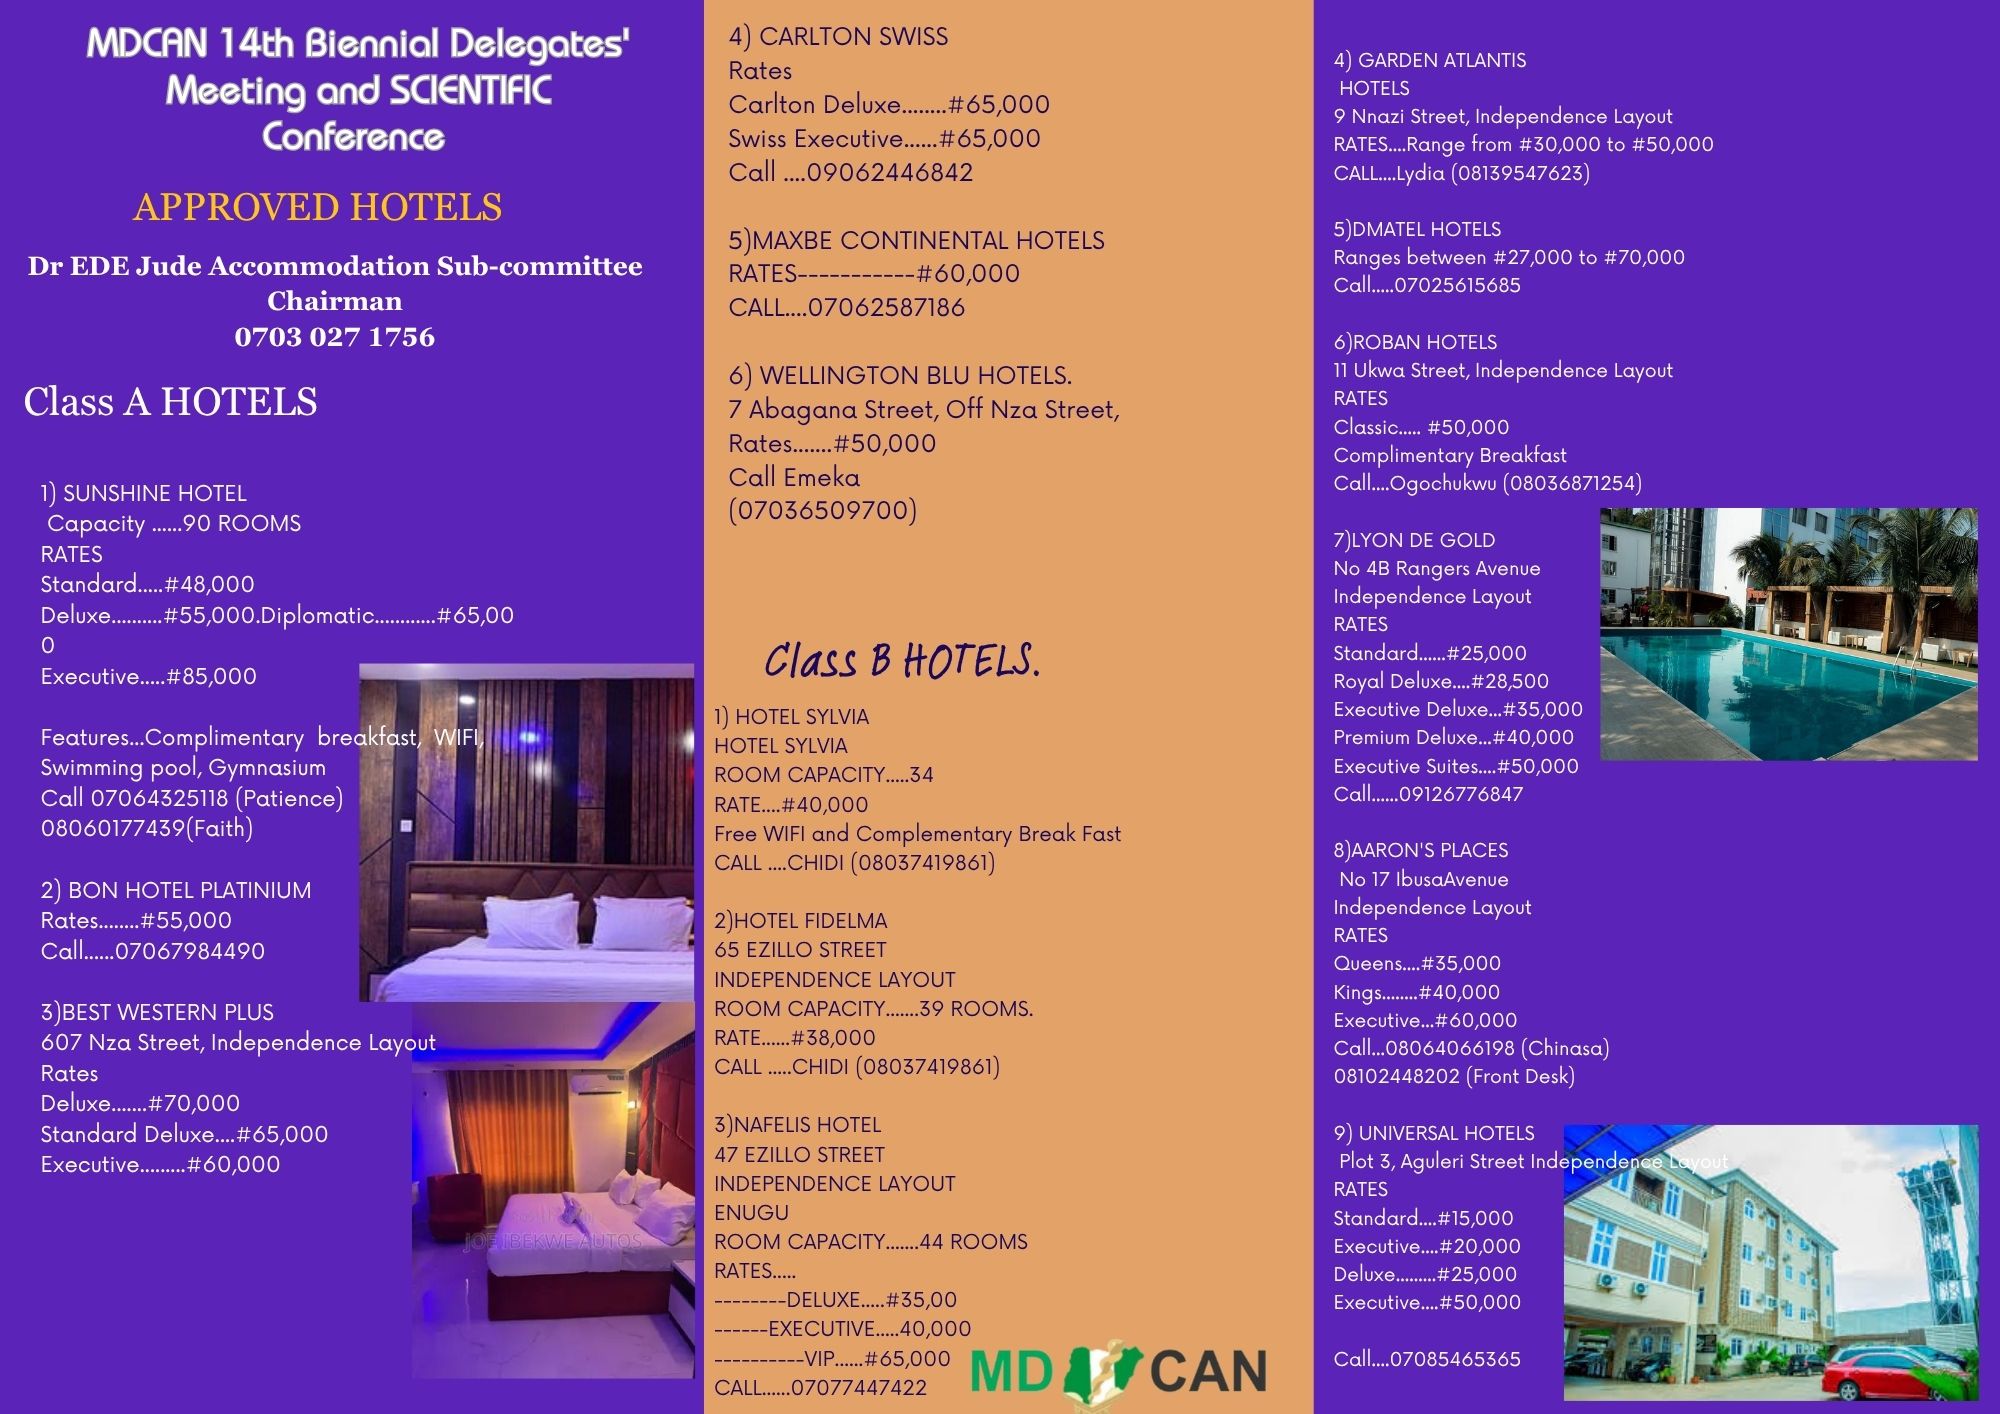 MDCAN 14th Biennial Delegates'
Meeting and SCIENTIFIC
Conference
APPROVED HOTELS
Dr EDE Jude Accommodation Sub-committee
Chairman
0703 027 1756
Class A HOTELS
1) SUNSHINE HOTEL
Capacity ......90 ROOMS
RATES
Standard.....#48,000
Deluxe..........#55,000.Diplomatic............#65,00
0
Executive.....#85,000
Features...Complimentary breakfast, WIFI,
Swimming pool, Gymnasium
Call 07064325118 (Patience)
08060177439(Faith)
2) BON HOTEL PLATINIUM
Rates........#55,000
Call......07067984490
3)BEST WESTERN PLUS
607 Nza Street, Independence Layout
Rates
Deluxe.......#70,000
Standard Deluxe....#65,000
Executive.........#60,000
JOE IBEKWE AUTOS
4) CARLTON SWISS
Rates
Carlton Deluxe........#65,000
Swiss Executive......#65,000
Call ....09062446842
5)MAXBE CONTINENTAL HOTELS
RATES-----------#60,000
CALL....07062587186
6) WELLINGTON BLU HOTELS.
7 Abagana Street, Off Nza Street,
Rates.......#50,000
Call Emeka
(07036509700)
Class B HOTELS.
1) HOTEL SYLVIA
HOTEL SYLVIA
ROOM CAPACITY.....34
RATE....#40,000
Free WIFI and Complementary Break Fast
CALL ....CHIDI (08037419861)
2)HOTEL FIDELMA
65 EZILLO STREET
INDEPENDENCE LAYOUT
ROOM CAPACITY.......39 ROOMS.
RATE......#38,000
CALL .....CHIDI (08037419861)
3)NAFELIS HOTEL
47 EZILLO STREET
INDEPENDENCE LAYOUT
ENUGU
ROOM CAPACITY.......44 ROOMS
RATES.....
--------DELUXE.....#35,00
------EXECUTIVE.....40,000
----------VIP......#65,000
CALL......07077447422
MD CAN
4) GARDEN ATLANTIS
HOTELS
9 Nnazi Street, Independence Layout
RATES....Range from #30,000 to #50,000
CALL....Lydia (08139547623)
5)DMATEL HOTELS
Ranges between #27,000 to #70,000
Call.....07025615685
6)ROBAN HOTELS
11 Ukwa Street, Independence Layout
RATES
Classic..... #50,000
Complimentary Breakfast
Call....Ogochukwu (08036871254)
7)LYON DE GOLD
No 4B Rangers Avenue
Independence Layout
RATES
Standard......#25,000
Royal Deluxe....#28,500
Executive Deluxe...#35,000
Premium Deluxe...#40,000
Executive Suites....#50,000
Call......09126776847
8)AARON'S PLACES
No 17 IbusaAvenue
Independence Layout
RATES
Queens....#35,000
Kings........#40,000
Executive...#60,000
Call...08064066198 (Chinasa)
08102448202 (Front Desk)
9) UNIVERSAL HOTELS
Plot 3, Aguleri Street Independence Layout
RATES
Standard....#15,000
Executive....#20,000
Deluxe.........#25,000
Executive....#50,000
Call....07085465365